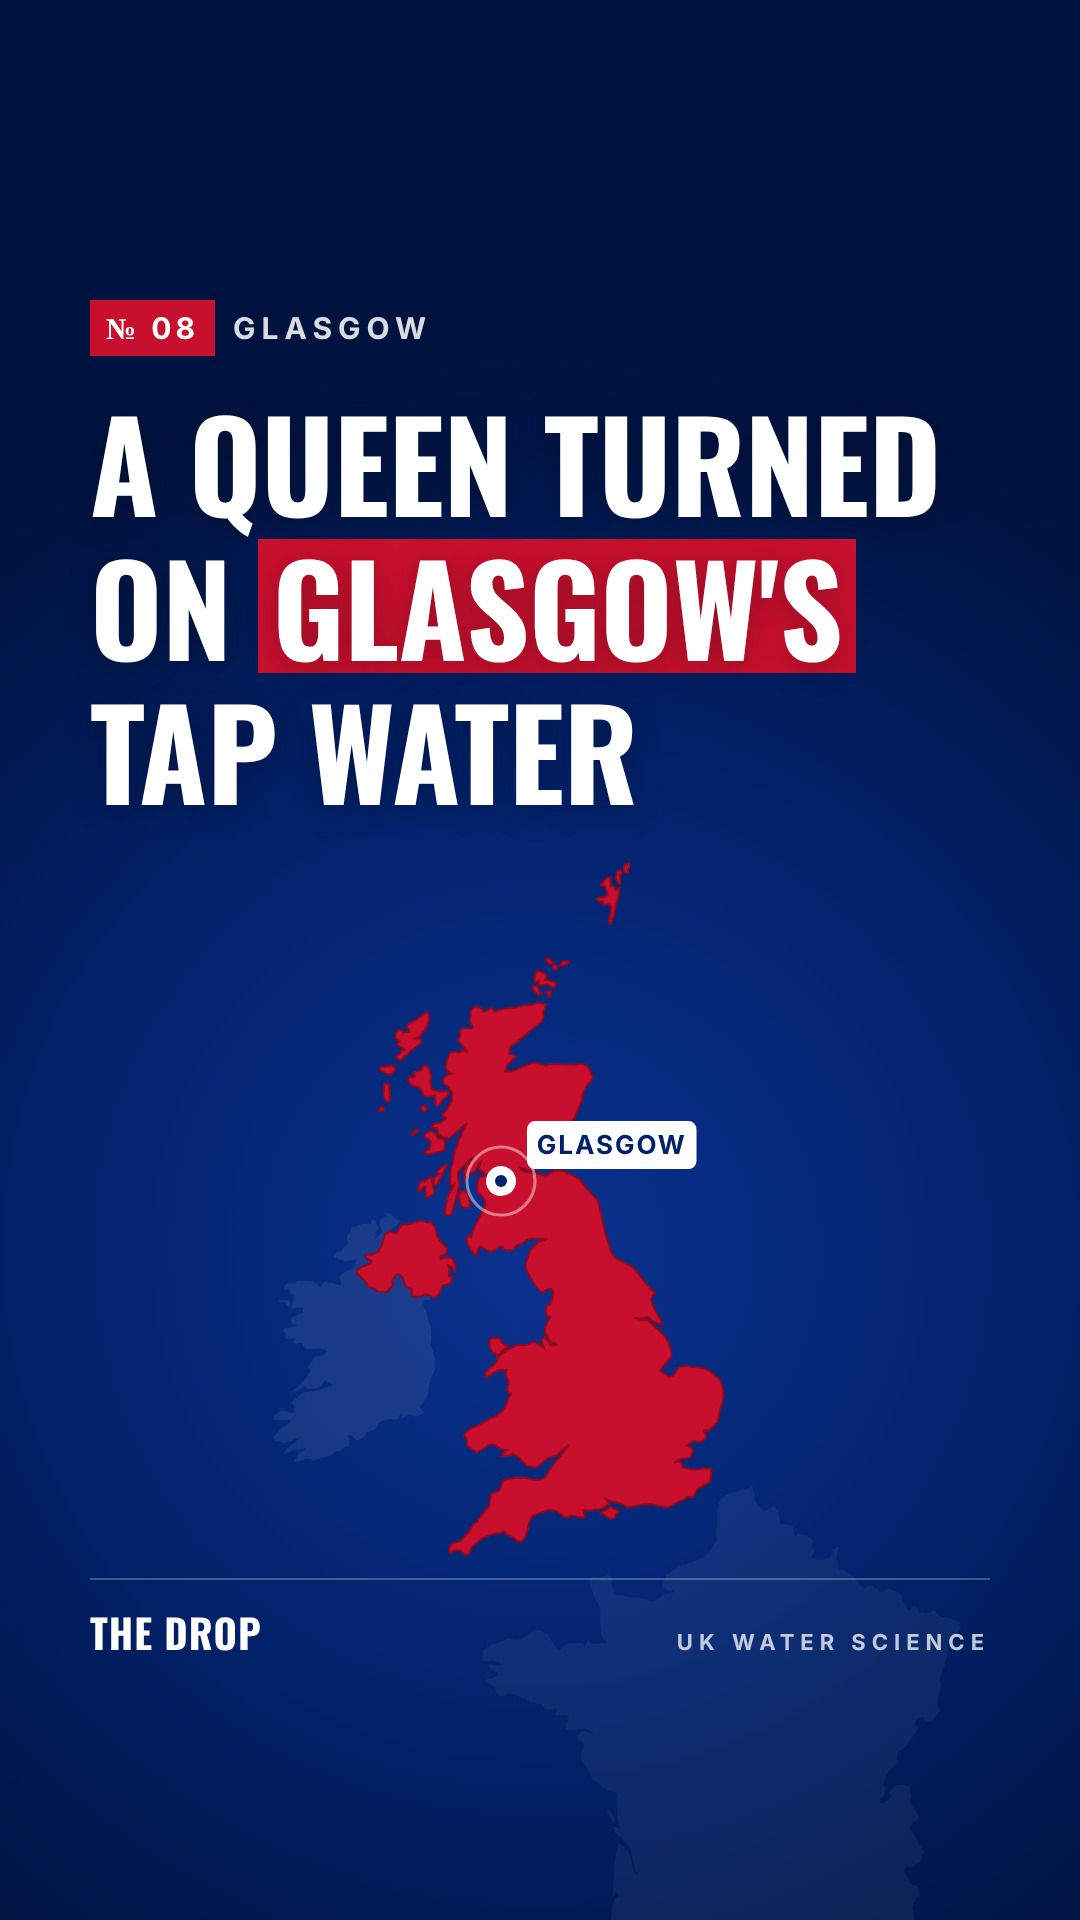 № 08 GLASGOW
A QUEEN TURNED
ON GLASGOW'S
TAP WATER
GLASGOW
THE DROP
UK WATER SCIENCE